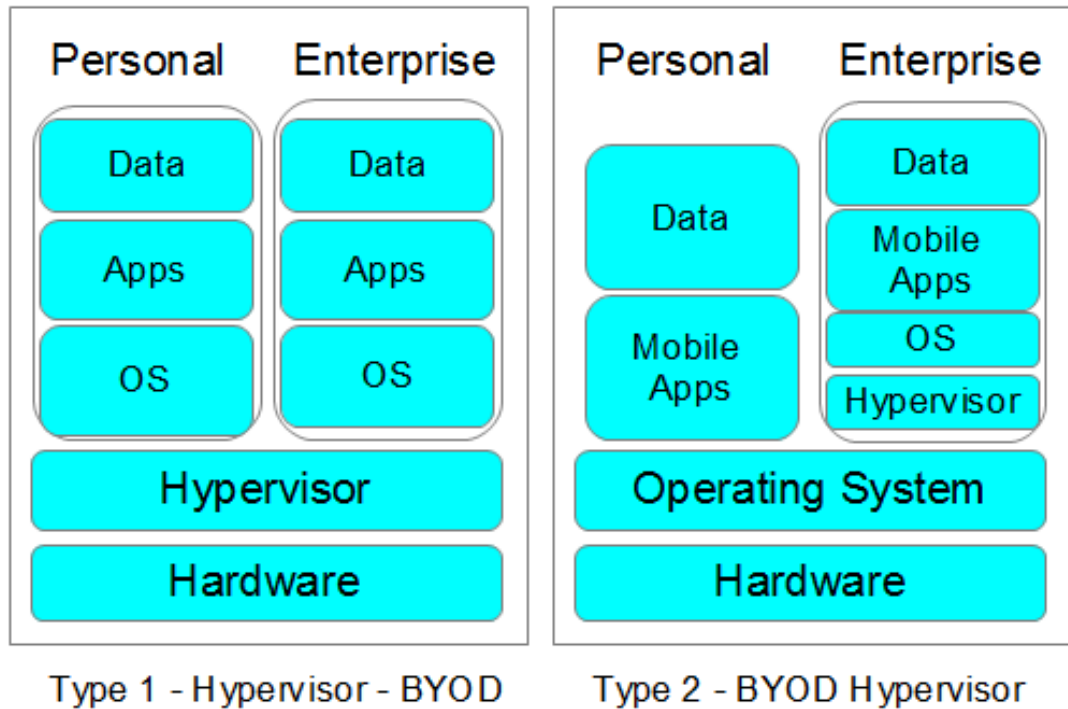 Personal
Enterprise
Data
Data
Apps
Apps
OS
OS
Hypervisor
Hardware
Type 1 - Hypervisor - BYOD
Personal
Enterprise
Data
Mobile
Apps
Data
Mobile
Apps
OS
Hypervisor
Operating System
Hardware
Type 2 - BYOD Hypervisor